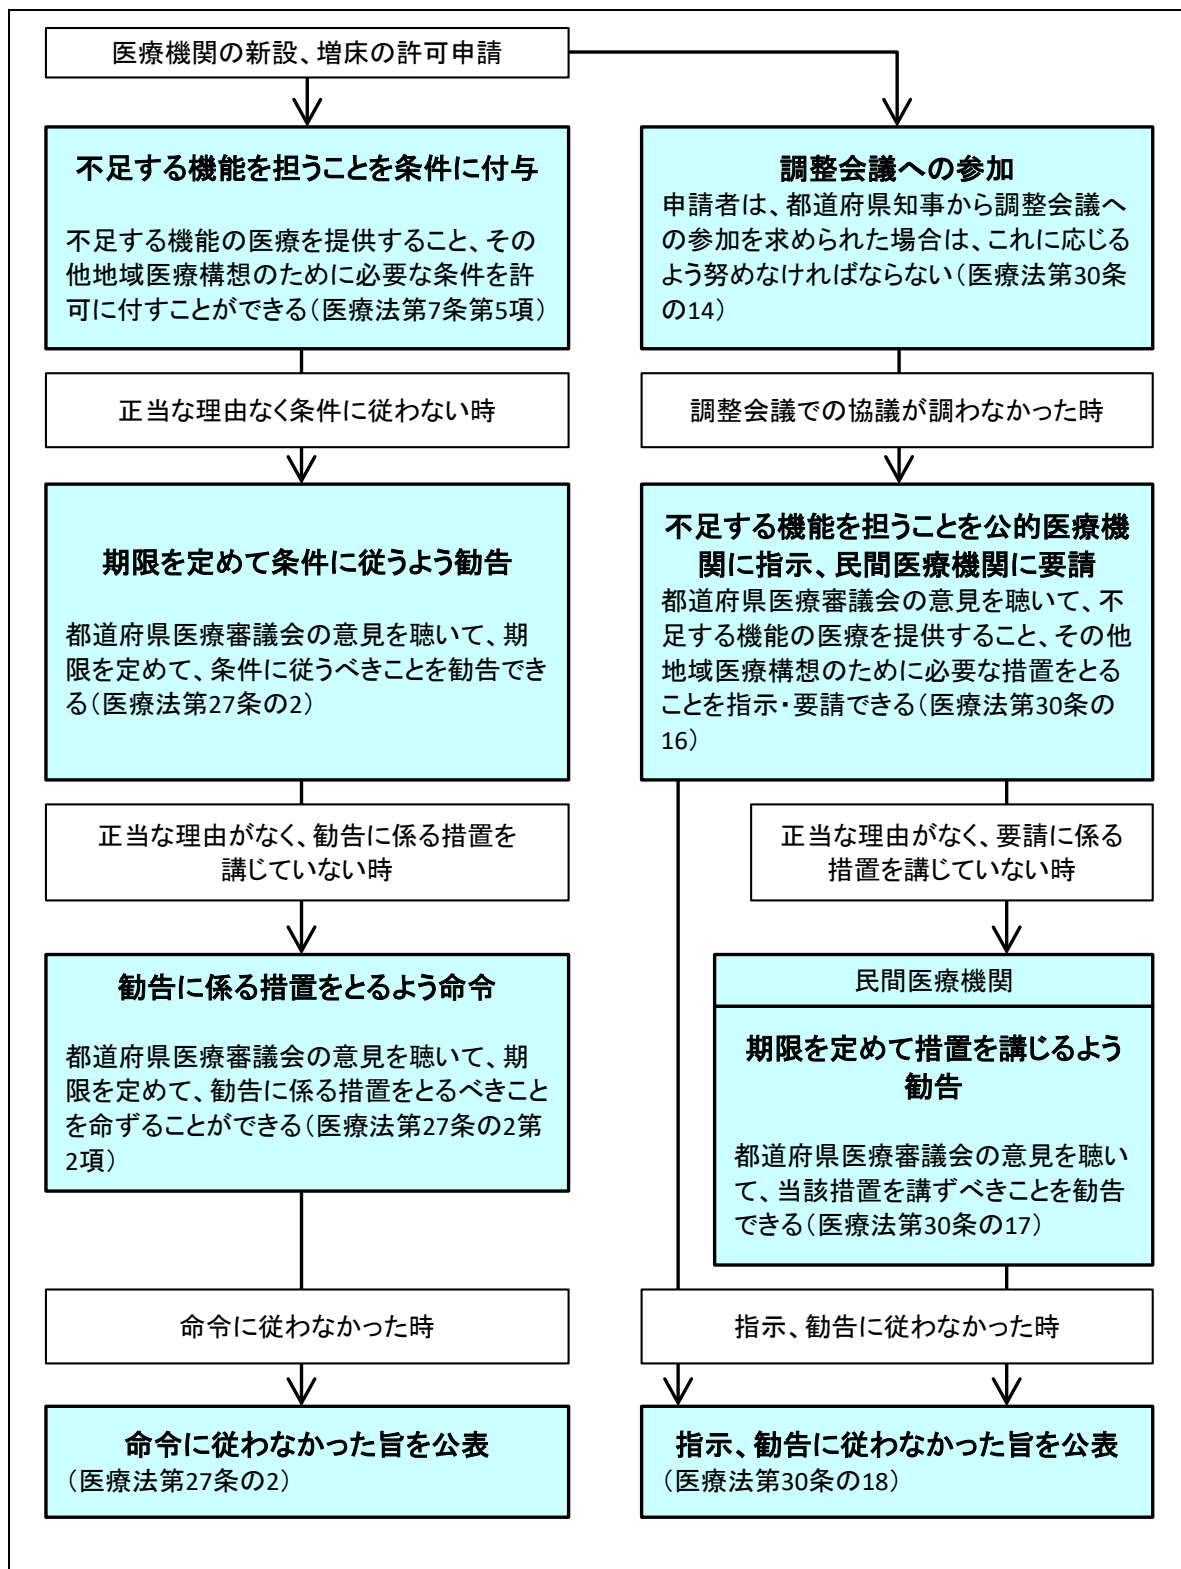 医療機関の新設、増床の許可申請
不足する機能を担うことを条件に付与
不足する機能の医療を提供すること、その
他地域医療構想のために必要な条件を許
可に付すことができる（医療法第7条第5項）
正当な理由なく条件に従わない時
期限を定めて条件に従うよう勧告
都道府県医療審議会の意見を聴いて、期
限を定めて、条件に従うべきことを勧告でき
る（医療法第27条の2）
正当な理由がなく、勧告に係る措置を
講じていない時
勧告に係る措置をとるよう命令
都道府県医療審議会の意見を聴いて、期
限を定めて、勧告に係る措置をとるべきこと
を命ずることができる（医療法第27条の2第
2項）
命令に従わなかった時
命令に従わなかった旨を公表
（医療法第27条の2）
調整会議への参加
申請者は、都道府県知事から調整会議へ
の参加を求められた場合は、これに応じる
よう努めなければならない（医療法第30条
の14）
調整会議での協議が調わなかった時
不足する機能を担うことを公的医療機
関に指示、民間医療機関に要請
都道府県医療審議会の意見を聴いて、不
足する機能の医療を提供すること、その他
地域医療構想のために必要な措置をとる
ことを指示・要請できる（医療法第30条の
16）
正当な理由がなく、要請に係る
措置を講じていない時
民間医療機関
期限を定めて措置を講じるよう
勧告
都道府県医療審議会の意見を聴い
て、当該措置を講ずべきことを勧告
できる（医療法第30条の17）
指示、勧告に従わなかった時
指示、勧告に従わなかった旨を公表
（医療法第30条の18）